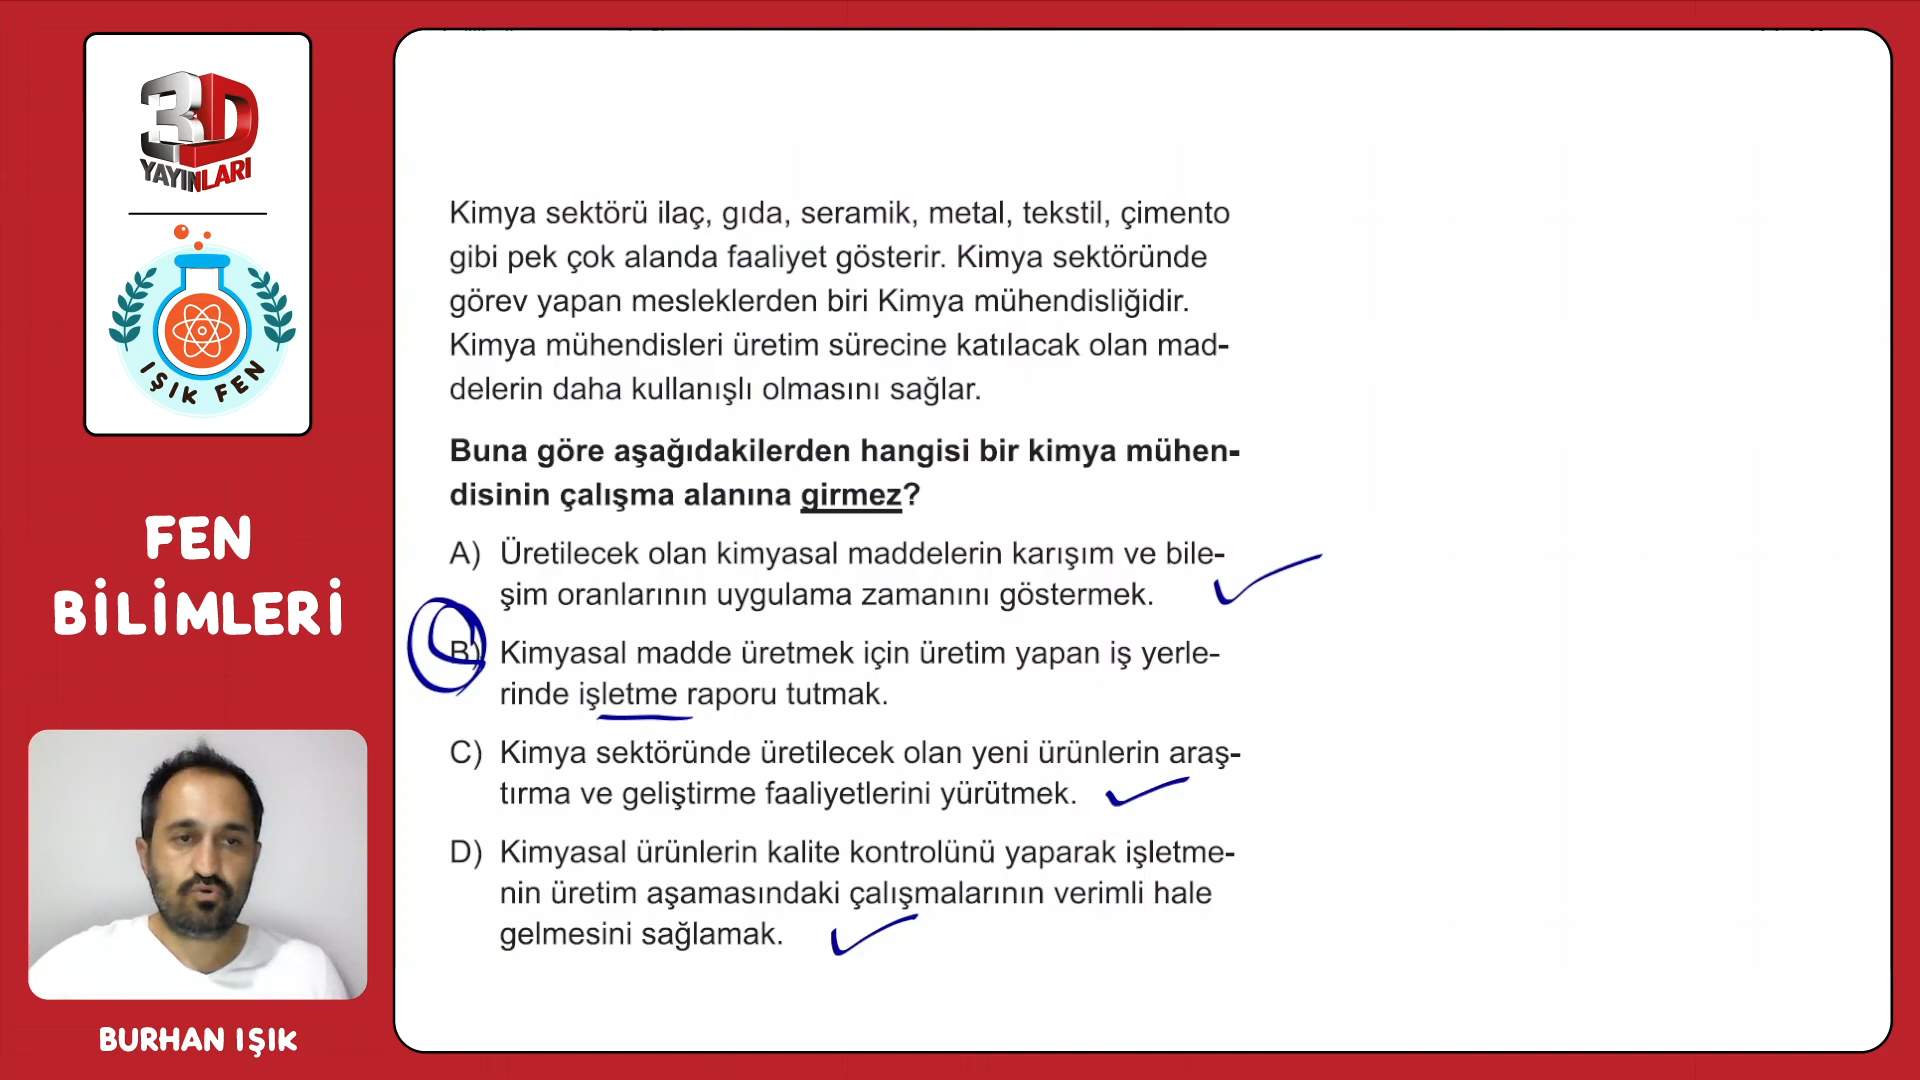 3D
YAYINLARI
IŞIK FEN
FEN
BİLİMLERİ
BURHAN IŞIK
Kimya sektörü ilaç, gıda, seramik, metal, tekstil, çimento
gibi pek çok alanda faaliyet gösterir. Kimya sektöründe
görev yapan mesleklerden biri Kimya mühendisliğidir.
Kimya mühendisleri üretim sürecine katılacak olan mad-
delerin daha kullanışlı olmasını sağlar.
Buna göre aşağıdakilerden hangisi bir kimya mühen-
disinin çalışma alanına girmez?
A) Üretilecek olan kimyasal maddelerin karışım ve bile-
şim oranlarının uygulama zamanını göstermek.
B) Kimyasal madde üretmek için üretim yapan iş yerle-
rinde işletme raporu tutmak.
C) Kimya sektöründe üretilecek olan yeni ürünlerin araş-
tırma ve geliştirme faaliyetlerini yürütmek.
D) Kimyasal ürünlerin kalite kontrolünü yaparak işletme-
nin üretim aşamasındaki çalışmalarının verimli hale
gelmesini sağlamak.